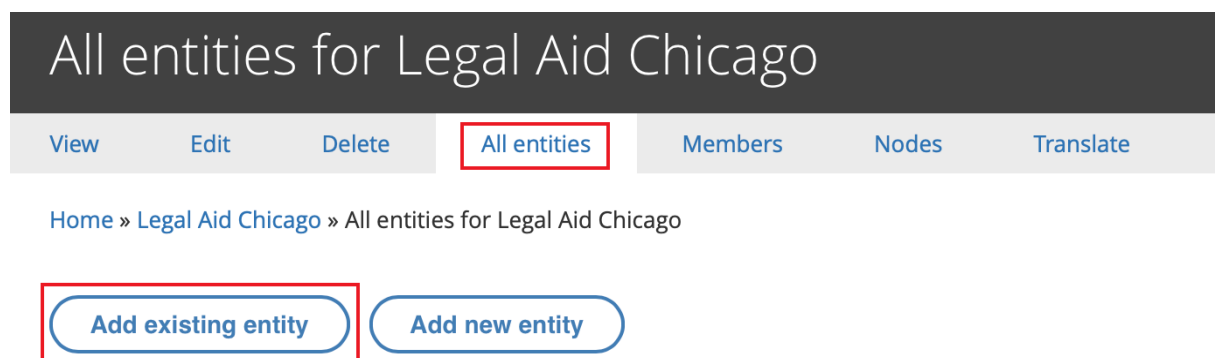 All entities for Legal Aid Chicago
View Edit Delete All entities Members Nodes Translate
Home » Legal Aid Chicago » All entities for Legal Aid Chicago
Add existing entity Add new entity